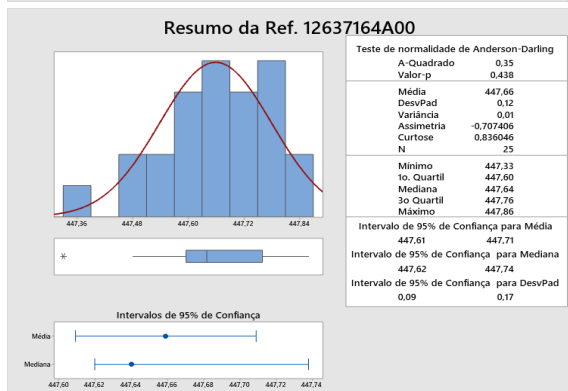 Resumo da Ref. 12637164A00
447,36 447,48 447,60 447,72 447,84
*
Teste de normalidade de Anderson-Darling
A-Quadrado 0,35
Valor-p 0,438
Média 447,66
DesvPad 0,12
Variância 0,01
Assimetria -0,707406
Curtose 0,836046
N 25
Mínimo 447,33
1o. Quartil 447,60
Mediana 447,64
3o Quartil 447,76
Máximo 447,86
Intervalo de 95% de Confiança para Média
447,61 447,71
Intervalo de 95% de Confiança para Mediana
447,62 447,74
Intervalo de 95% de Confiança para DesvPad
0,09 0,17
Intervalos de 95% de Confiança
Média
Mediana
447,60 447,62 447,64 447,66 447,68 447,70 447,72 447,74